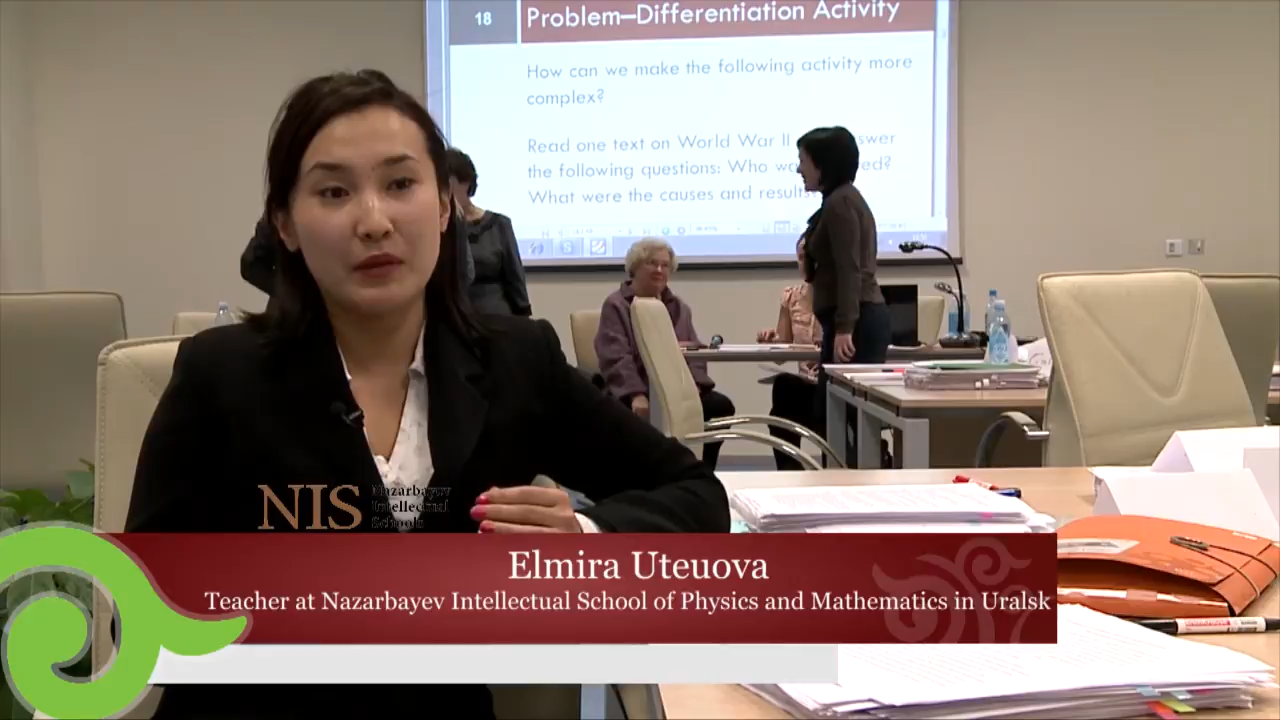 18
Problem—Differentiation Activity
How can we make the following activity more
complex?
Read one text on World War II
the following questions: Who
What were the causes and results
NIS
Nazarbayev
Intellectual
Schools
Elmira Uteuova
Teacher at Nazarbayev Intellectual School of Physics and Mathematics in Uralsk